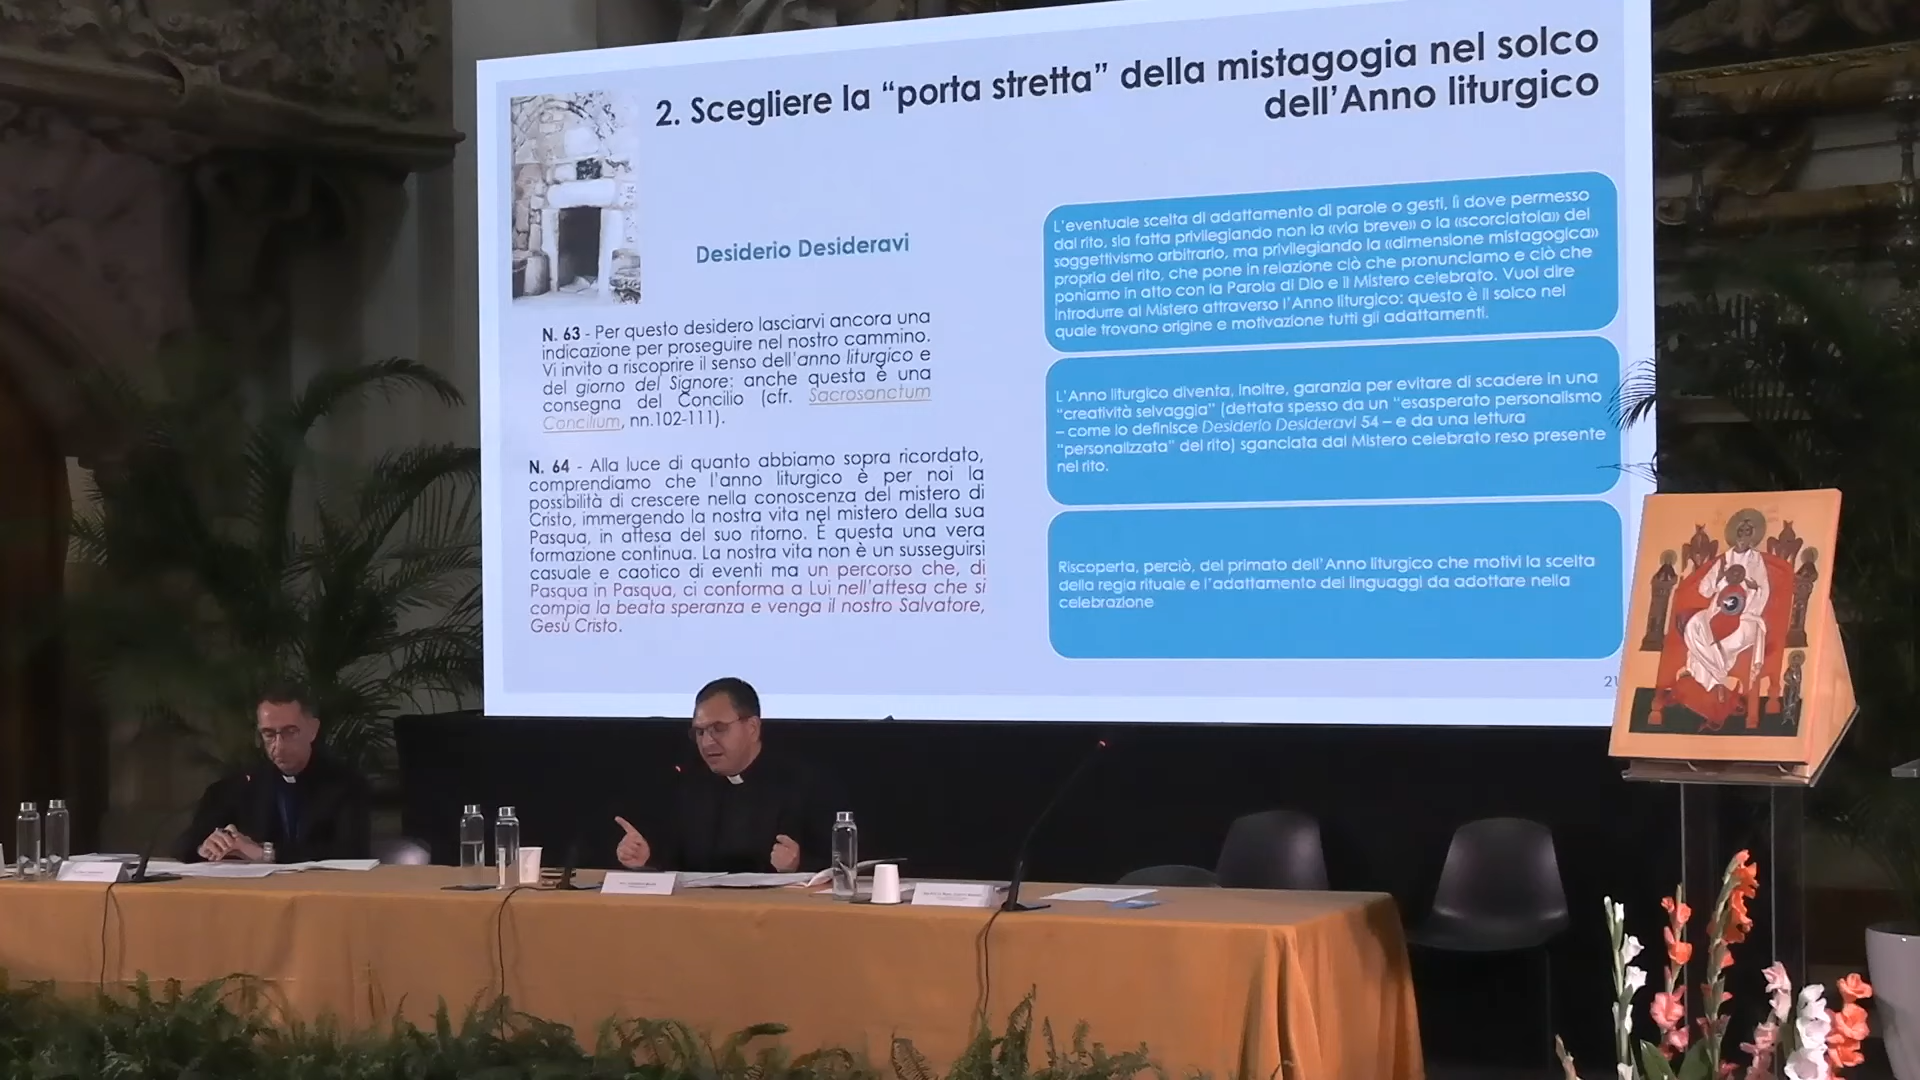 2. Scegliere la “porta stretta” della mistagogia nel solco
dell’Anno liturgico
Desiderio Desideravi
N. 63 - Per questo desidero lasciarvi ancora una
indicazione per proseguire nel nostro cammino.
Vi invito a riscoprire il senso dell’anno liturgico e
del giorno del Signore: anche questa è una
consegna del Concilio (cfr. Sacrosanctum
Concilium, nn.102-111).
N. 64 - Alla luce di quanto abbiamo sopra ricordato,
comprendiamo che l’anno liturgico è per noi la
possibilità di crescere nella conoscenza del mistero di
Cristo, immergendo la nostra vita nel mistero della sua
Pasqua, in attesa del suo ritorno. È questa una vera
formazione continua. La nostra vita non è un susseguirsi
casuale e caotico di eventi ma un percorso che, di
Pasqua in Pasqua, ci conforma a Lui nell’attesa che si
compia la beata speranza e venga il nostro Salvatore,
Gesù Cristo.
L’eventuale scelta di adattamento di parole o gesti, lì dove permesso
dal rito, sia fatta privilegiando non la «via breve» o la «scorciatoia» del
soggettivismo arbitrario, ma privilegiando la «dimensione mistagogica»
propria del rito, che pone in relazione ciò che pronunciamo e ciò che
poniamo in atto con la Parola di Dio e il Mistero celebrato. Vuol dire
introdurre al Mistero attraverso l’Anno liturgico: questo è il solco nel
quale trovano origine e motivazione tutti gli adattamenti.
L’Anno liturgico diventa, inoltre, garanzia per evitare di scadere in una
“creatività selvaggia” (dettata spesso da un “esasperato personalismo
– come lo definisce Desiderio Desideravi 54 – e da una lettura
“personalizzata” del rito) sganciata dal Mistero celebrato reso presente
nel rito.
Riscoperta, perciò, del primato dell’Anno liturgico che motivi la scelta
della regia rituale e l’adattamento dei linguaggi da adottare nella
celebrazione
21